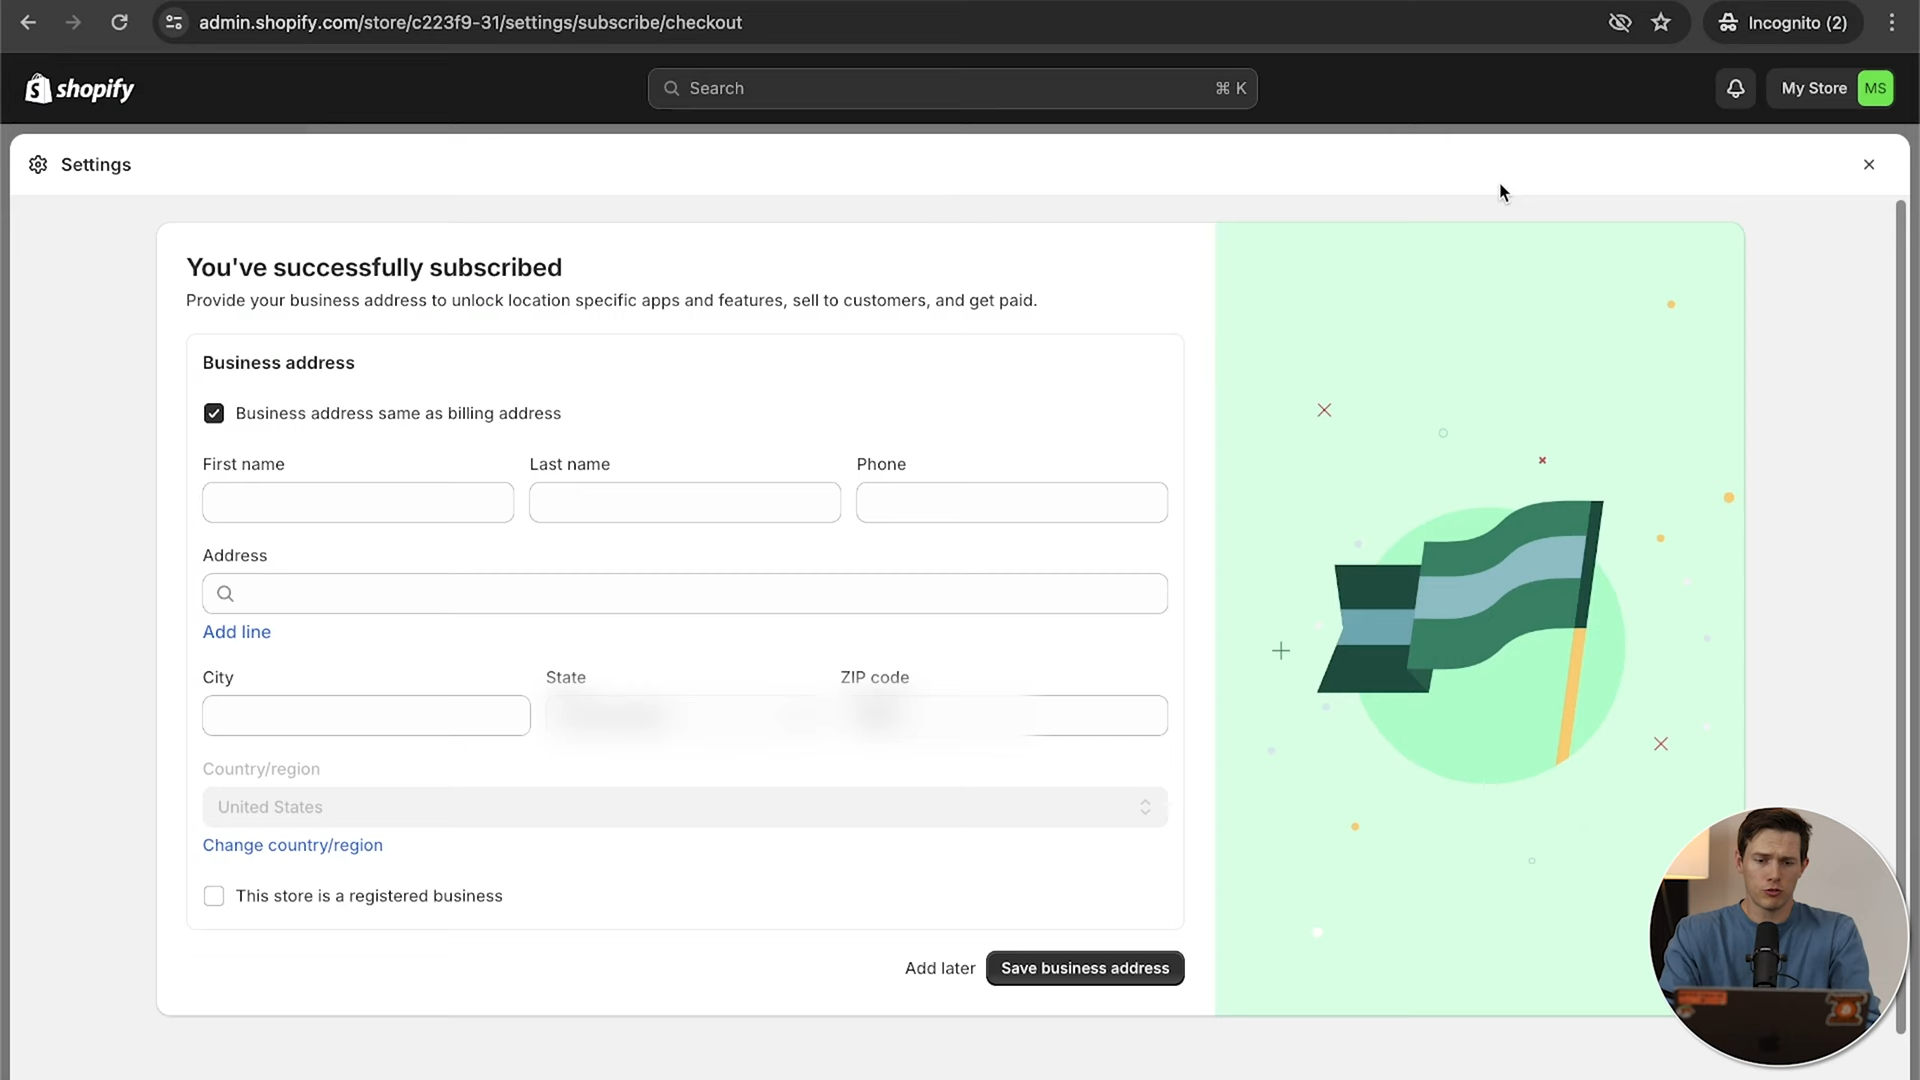 admin.shopify.com/store/c223f9-31/settings/subscribe/checkout
Incognito (2)
shopify
Search
⌘ K
My Store
MS
Settings
You've successfully subscribed
Provide your business address to unlock location specific apps and features, sell to customers, and get paid.
Business address
Business address same as billing address
First name
Last name
Phone
Address
Add line
City
State
ZIP code
Country/region
United States
Change country/region
This store is a registered business
Add later
Save business address